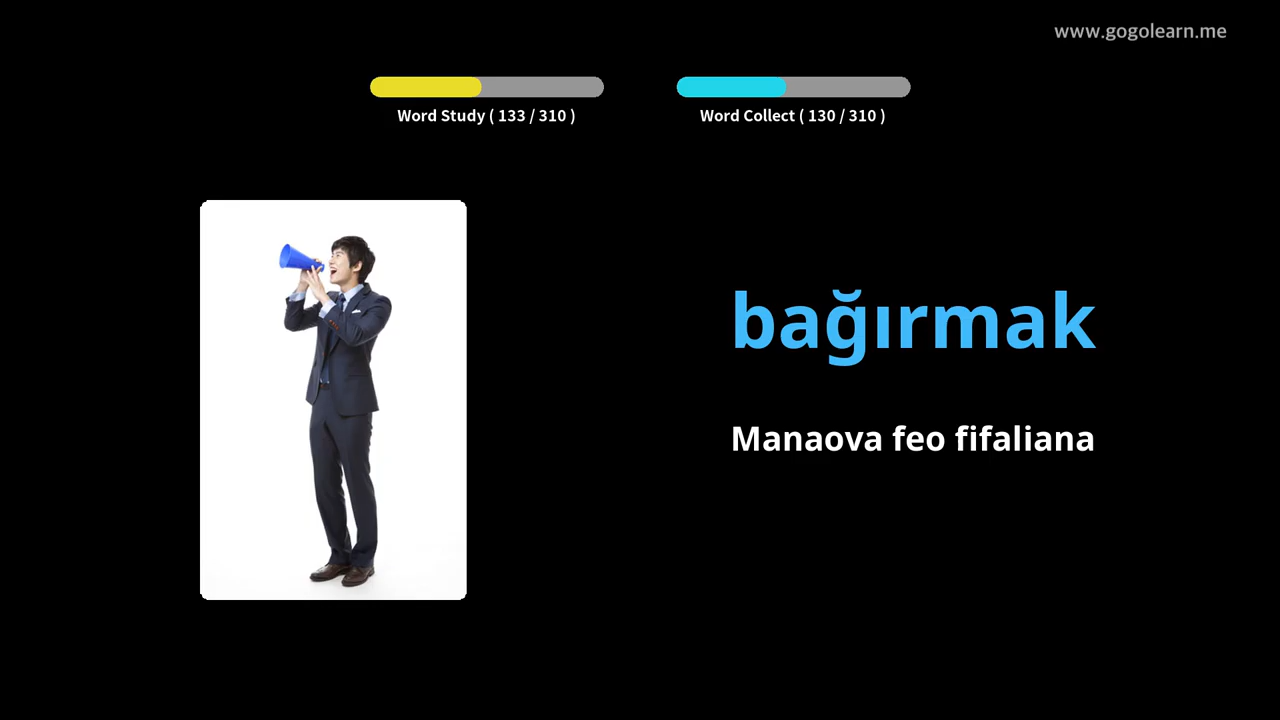 www.gogolearn.me
Word Study ( 133 / 310 )
Word Collect ( 130 / 310 )
bağırmak
Manaova feo fifaliana